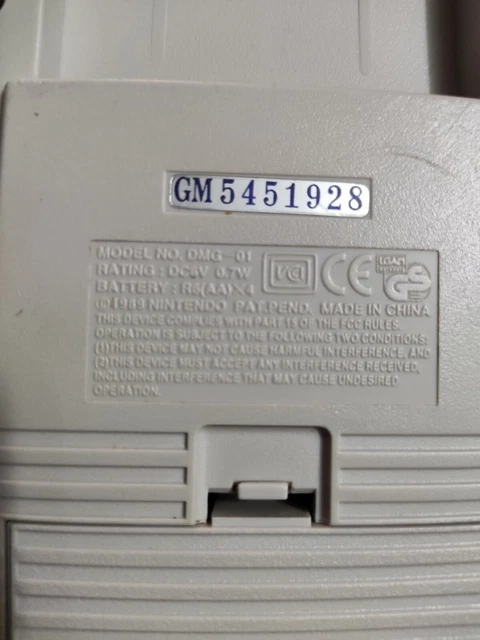 GM5451928
MODEL NO. DMG-01
RATING : DC6V 0.7W
BATTERY : R6(AA)×4
© 1989 NINTENDO PAT.PEND. MADE IN CHINA
THIS DEVICE COMPLIES WITH PART 15 OF THE FCC RULES.
OPERATION IS SUBJECT TO THE FOLLOWING TWO CONDITIONS:
(1)THIS DEVICE MAY NOT CAUSE HARMFUL INTERFERENCE, AND
(2)THIS DEVICE MUST ACCEPT ANY INTERFERENCE RECEIVED,
INCLUDING INTERFERENCE THAT MAY CAUSE UNDESIRED
OPERATION.
VCI
CE
GS